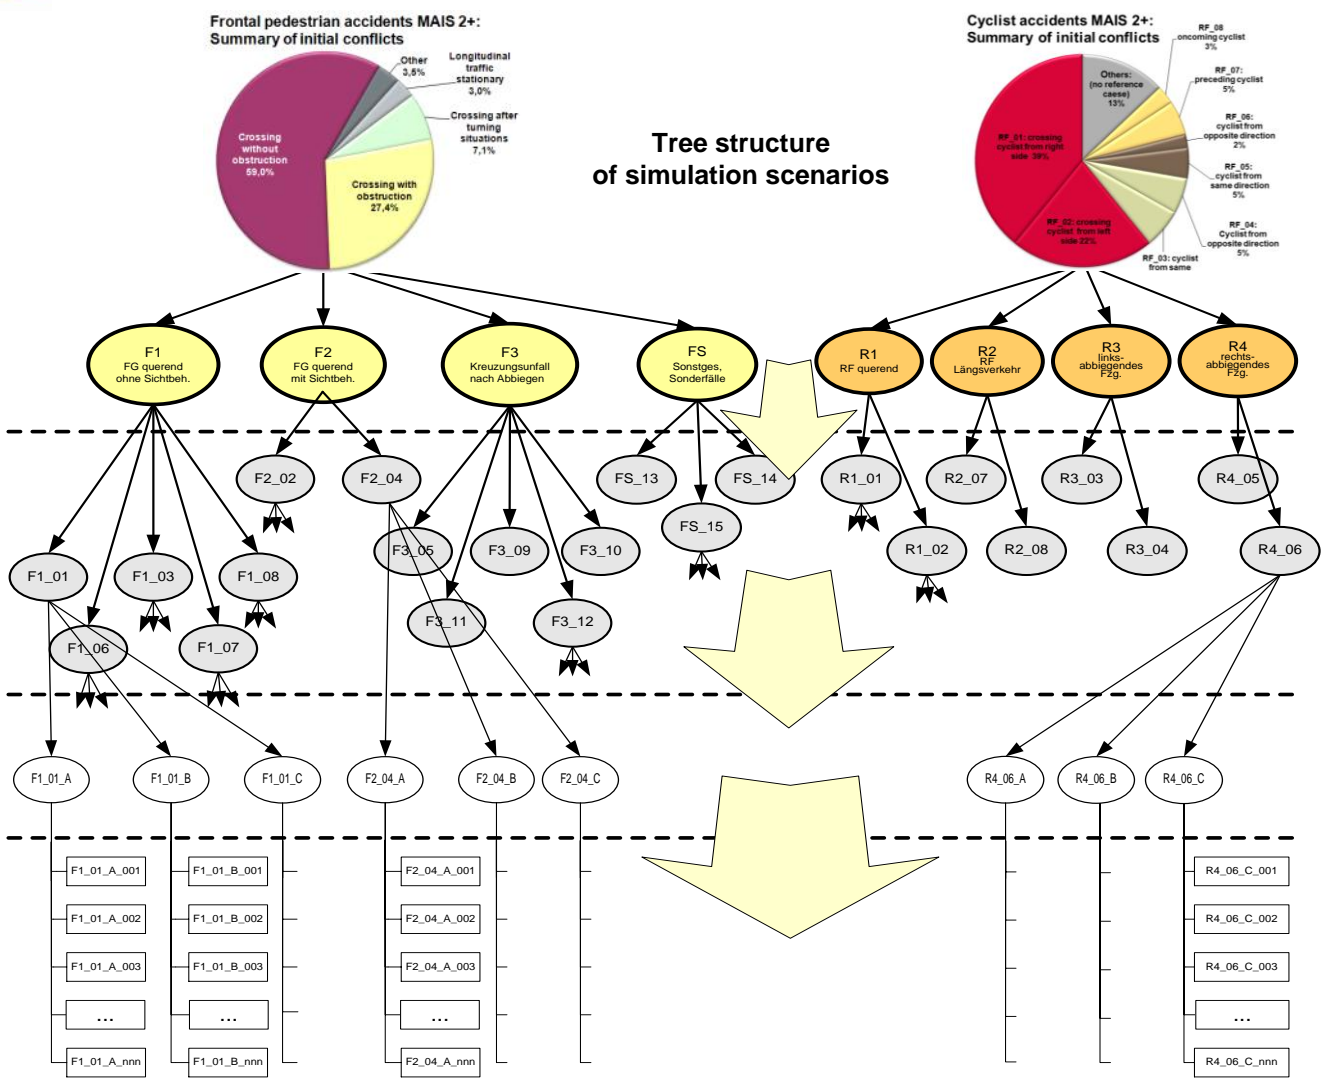 Frontal pedestrian accidents MAIS 2+:
Summary of initial conflicts
Other
3,5%
Longitudinal
traffic
stationary
3,0%
Crossing after
turning
situations
7,1%
Crossing
without
obstruction
59,0%
Crossing with
obstruction
27,4%
Tree structure
of simulation scenarios
Cyclist accidents MAIS 2+:
Summary of initial conflicts
RF_08
oncoming cyclist
3%
Others:
(no reference
caese)
13%
RF_07:
preceding cyclist
5%
RF_06:
cyclist from
opposite direction
2%
RF_01: crossing
cyclist from right
side 39%
RF_05:
cyclist from
same direction
5%
RF_02: crossing
cyclist from left
side 22%
RF_04:
Cyclist from
opposite direction
5%
RF_03: cyclist
from same
F1
FG querend
ohne Sichtbeh.
F2
FG querend
mit Sichtbeh.
F3
Kreuzungsunfall
nach Abbiegen
FS
Sonstges,
Sonderfälle
R1
RF querend
R2
RF
Längsverkehr
R3
links-
abbiegendes
Fzg.
R4
rechts-
abbiegendes
Fzg.
F2_02
F2_04
FS_13
FS_14
R1_01
R2_07
R3_03
R4_05
FS_15
F3_05
F3_09
F3_10
R1_02
R2_08
R3_04
R4_06
F1_01
F1_03
F1_08
F3_11
F3_12
F1_06
F1_07
F1_01_A
F1_01_B
F1_01_C
F2_04_A
F2_04_B
F2_04_C
R4_06_A
R4_06_B
R4_06_C
F1_01_A_001
F1_01_B_001
F2_04_A_001
R4_06_C_001
F1_01_A_002
F1_01_B_002
F2_04_A_002
R4_06_C_002
F1_01_A_003
F1_01_B_003
F2_04_A_003
R4_06_C_003
...
...
...
...
F1_01_A_nnn
F1_01_B_nnn
F2_04_A_nnn
R4_06_C_nnn